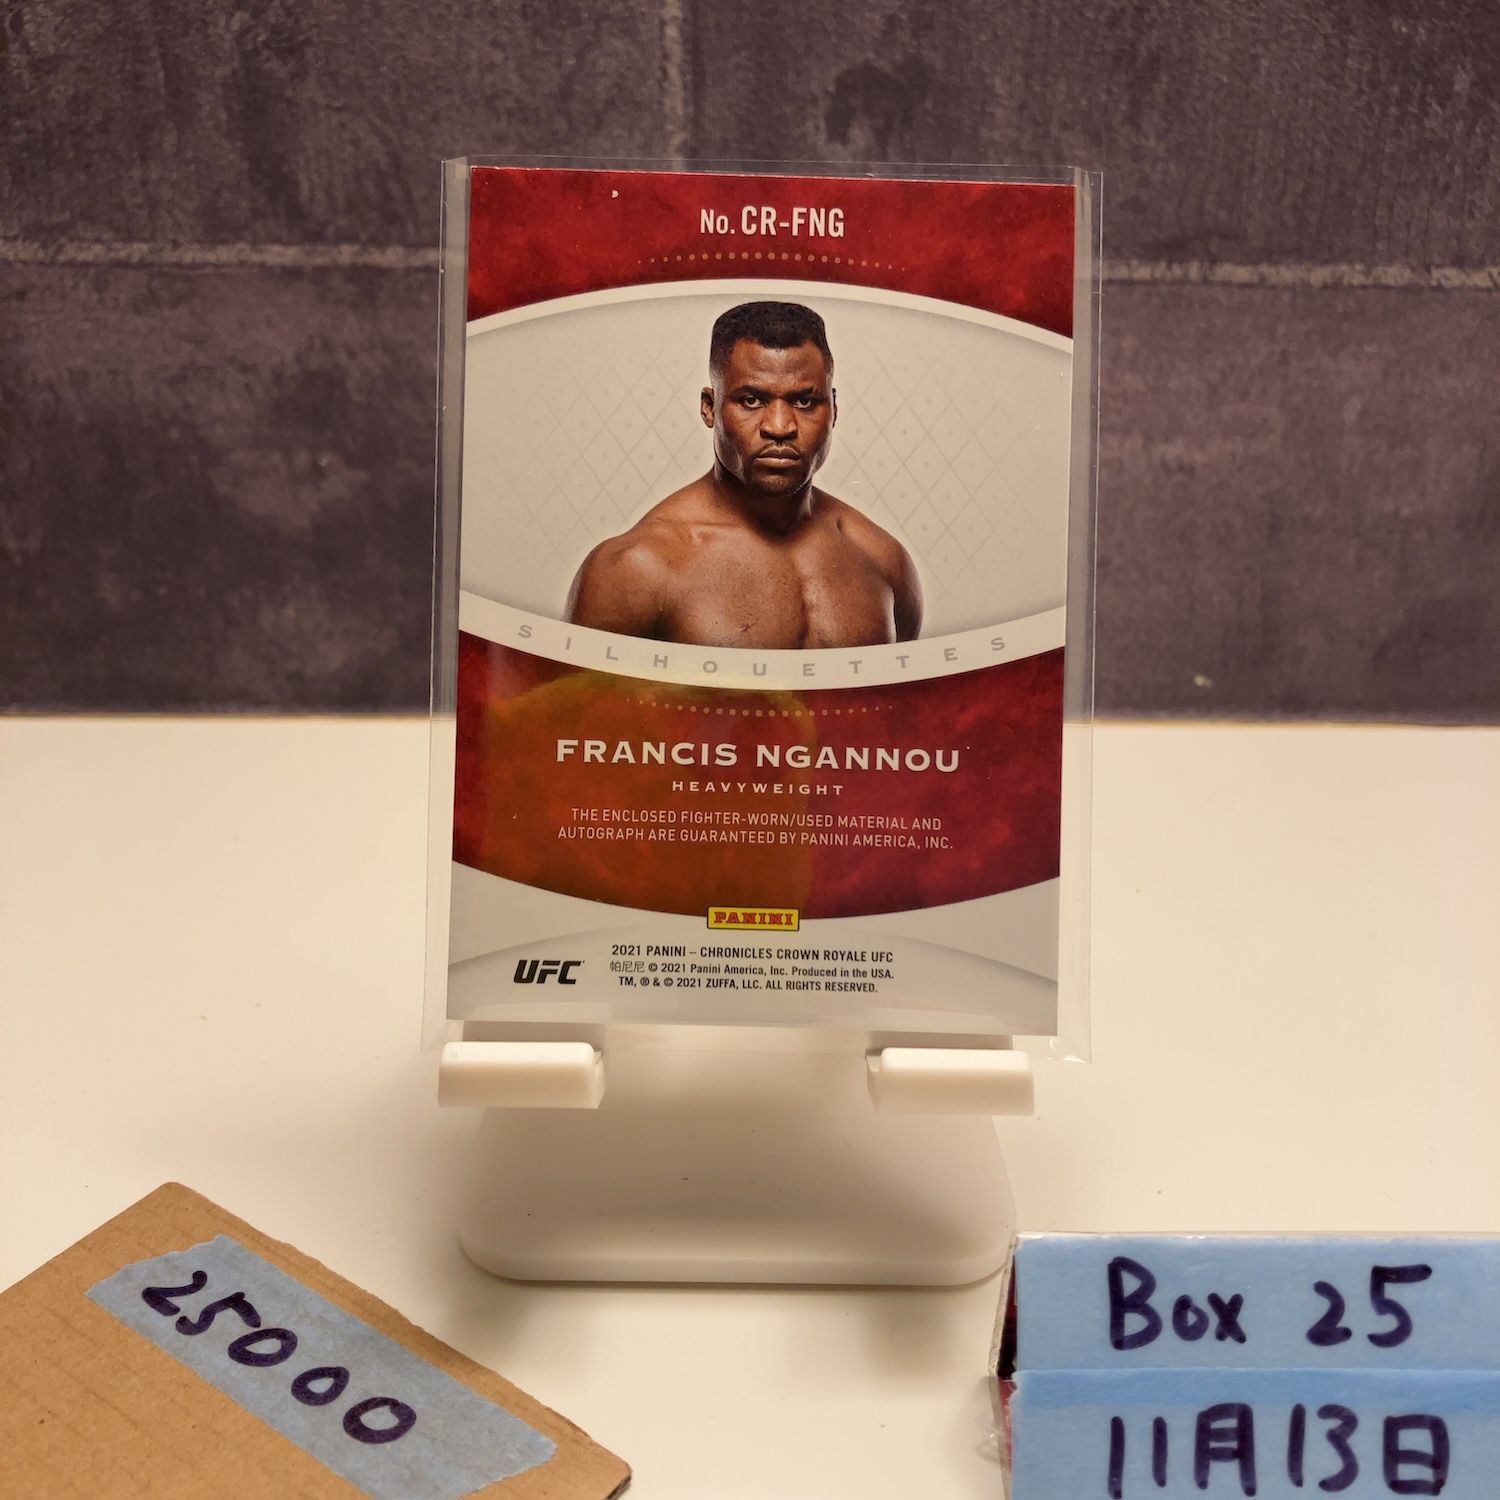 No. CR-FNG
SILHOUETTES
FRANCIS NGANNOU
HEAVYWEIGHT
THE ENCLOSED FIGHTER-WORN/USED MATERIAL AND
AUTOGRAPH ARE GUARANTEED BY PANINI AMERICA, INC.
PANINI
UFC
2021 PANINI – CHRONICLES CROWN ROYALE UFC
帕尼尼 © 2021 Panini America, Inc. Produced in the USA.
TM, ® & © 2021 ZUFFA, LLC. ALL RIGHTS RESERVED.
25000
Box 25
11月13日